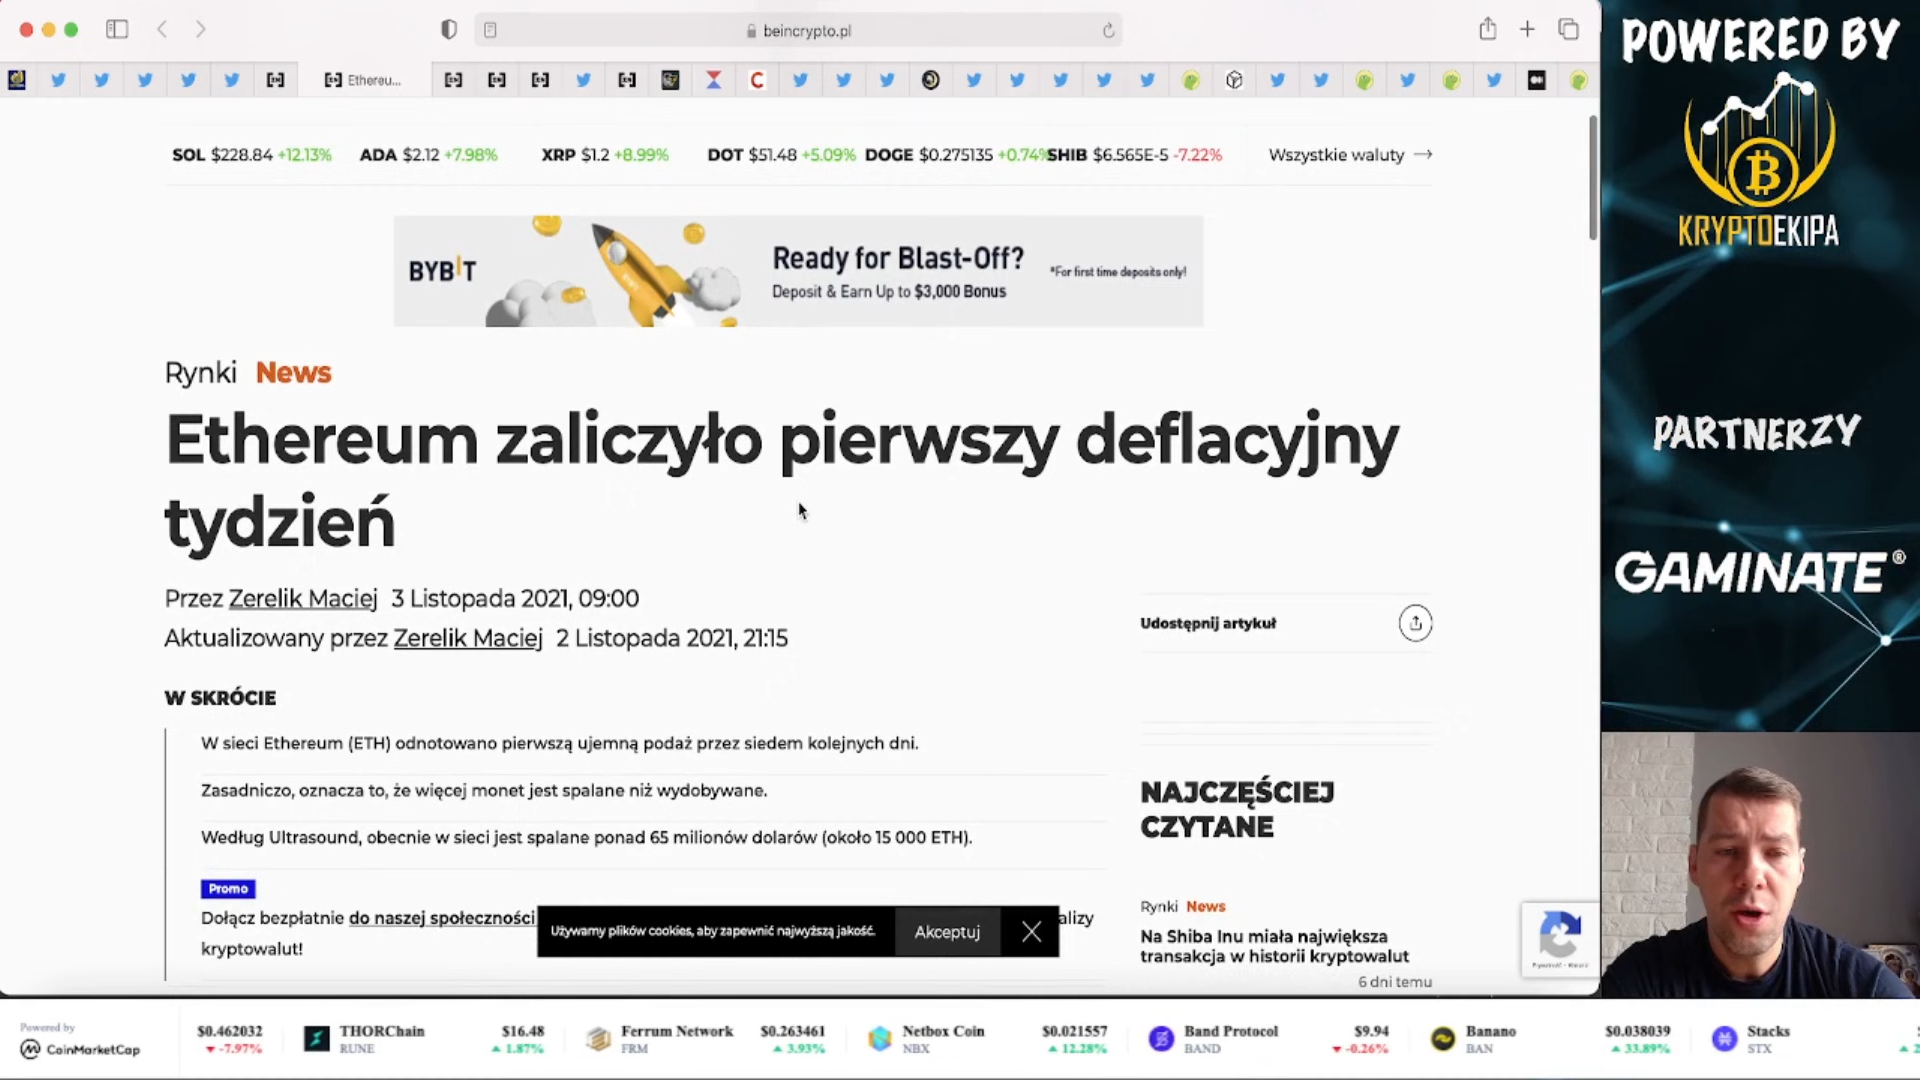 beincrypto.pl
POWERED BY
Ethereu...
SOL $228.84 +12.13% ADA $2.12 +7.98% XRP $1.2 +8.99% DOT $51.48 +5.09% DOGE $0.275135 +0.74% SHIB $6.565E-5 -7.22% Wszystkie waluty →
KRYPTOEKIPA
BYBIT
Ready for Blast-Off?
Deposit & Earn Up to $3,000 Bonus
*For first time deposits only!
Rynki News
Ethereum zaliczyło pierwszy deflacyjny
tydzień
PARTNERZY
GAMINATE®
Przez Zerelik Maciej 3 Listopada 2021, 09:00
Aktualizowany przez Zerelik Maciej 2 Listopada 2021, 21:15
Udostępnij artykuł
W SKRÓCIE
W sieci Ethereum (ETH) odnotowano pierwszą ujemną podaż przez siedem kolejnych dni.
Zasadniczo, oznacza to, że więcej monet jest spalane niż wydobywane.
Według Ultrasound, obecnie w sieci jest spalane ponad 65 milionów dolarów (około 15 000 ETH).
Promo
Dołącz bezpłatnie do naszej społeczności
alizy
kryptowalut!
Używamy plików cookies, aby zapewnić najwyższą jakość.
Akceptuj
NAJCZĘŚCIEJ
CZYTANE
Rynki News
Na Shiba Inu miała największa
transakcja w historii kryptowalut
6 dni temu
Powered by
CoinMarketCap
$0.462032
-7.97%
THORChain
RUNE
$16.48
1.87%
Ferrum Network
FRM
$0.263461
3.93%
Netbox Coin
NBX
$0.021557
12.28%
Band Protocol
BAND
$9.94
-0.26%
Banano
BAN
$0.038039
33.89%
Stacks
STX